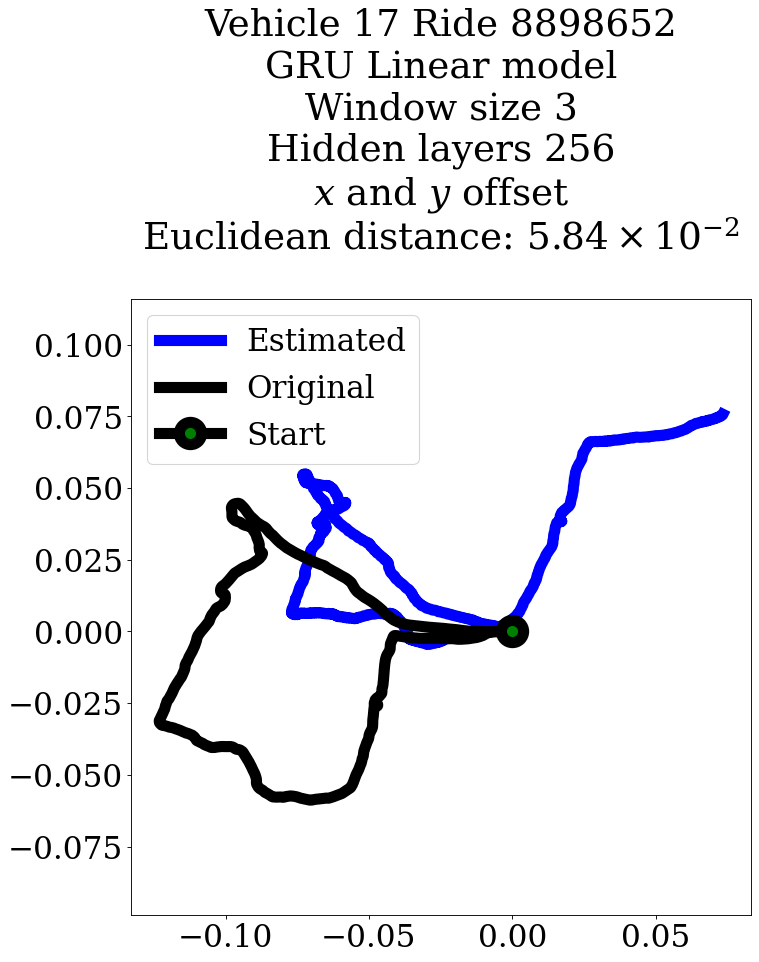 Vehicle 17 Ride 8898652
GRU Linear model
Window size 3
Hidden layers 256
x and y offset
Euclidean distance: 5.84 × 10⁻²
Estimated
Original
Start
0.100
0.075
0.050
0.025
0.000
−0.025
−0.050
−0.075
−0.10 −0.05 0.00 0.05